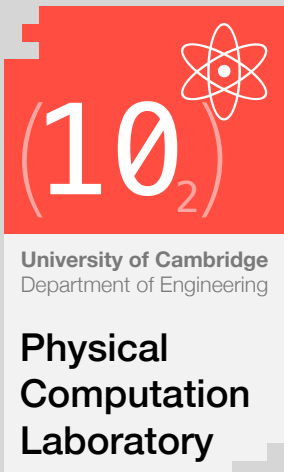 (10₂)
University of Cambridge
Department of Engineering
Physical
Computation
Laboratory